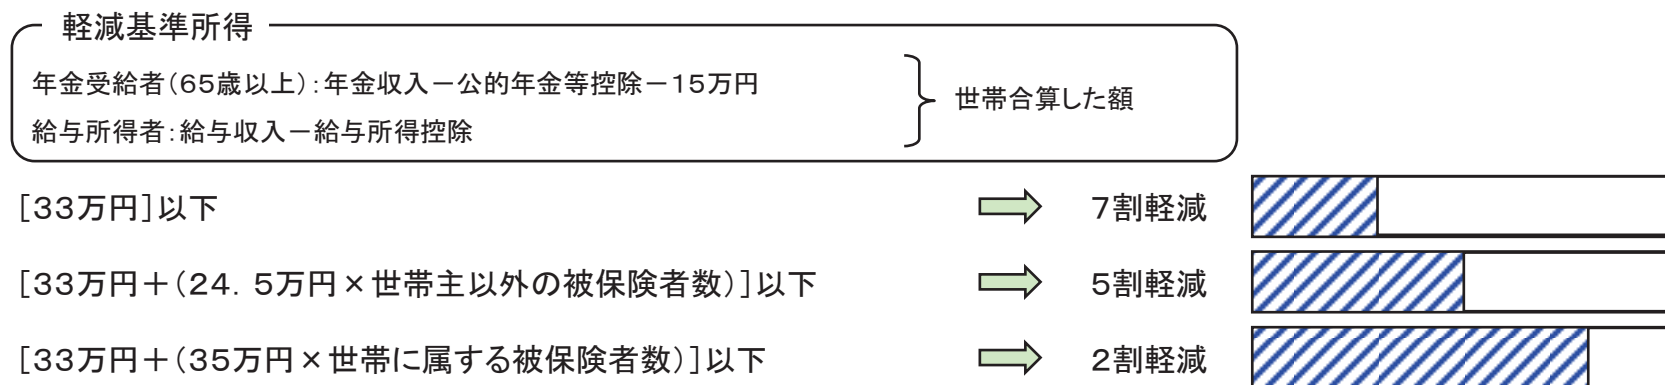 軽減基準所得
年金受給者（65歳以上）：年金収入－公的年金等控除－15万円
給与所得者：給与収入－給与所得控除
世帯合算した額
［33万円］以下
7割軽減
［33万円＋（24．5万円×世帯主以外の被保険者数）］以下
5割軽減
［33万円＋（35万円×世帯に属する被保険者数）］以下
2割軽減